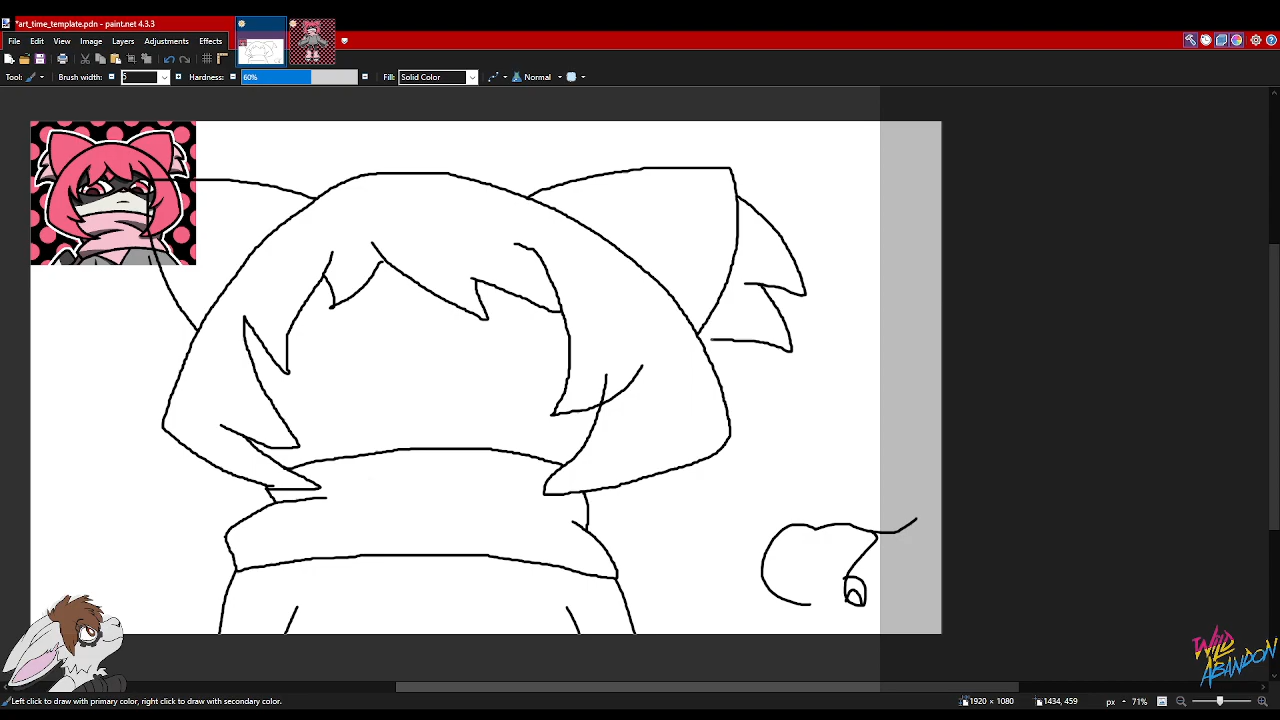 *art_time_template.pdn - paint.net 4.3.3
File Edit View Image Layers Adjustments Effects
Tool: Brush width: 5 Hardness: 60% Fill: Solid Color Normal
WILD
ABANDON
Left click to draw with primary color, right click to draw with secondary color. 1920 × 1080 1434, 459 px 71%